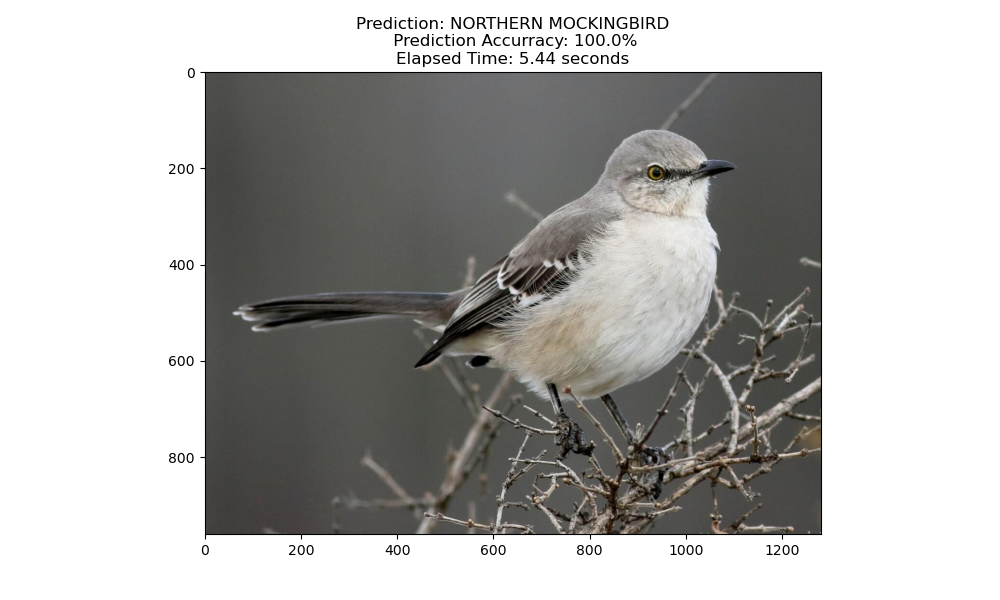 Prediction: NORTHERN MOCKINGBIRD
Prediction Accurracy: 100.0%
Elapsed Time: 5.44 seconds
0
200
400
600
800
0 200 400 600 800 1000 1200